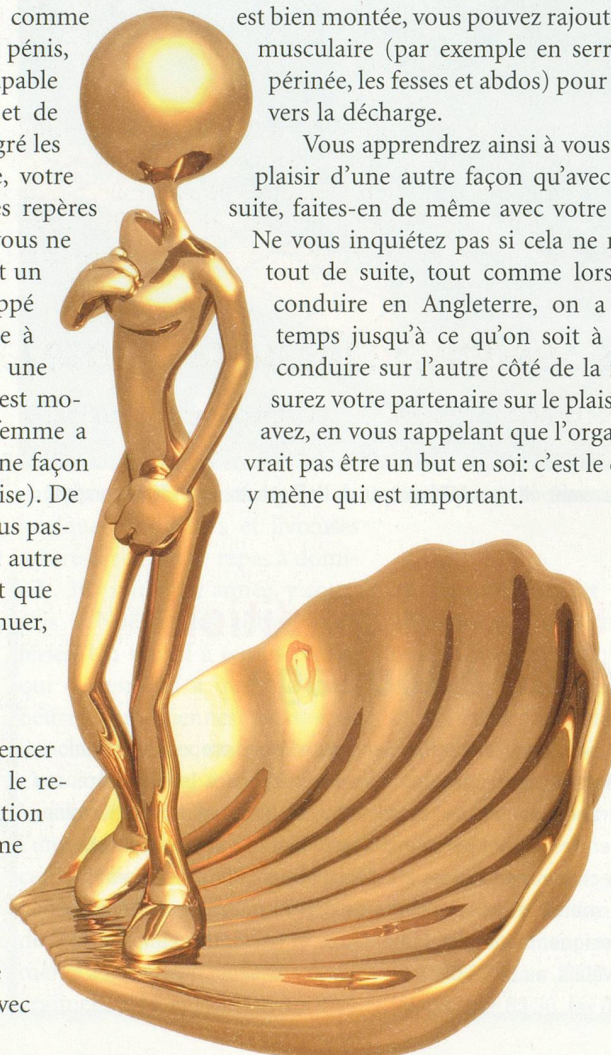 comme
pénis,
pable
et de
gré les
e, votre
es repères
vous ne
t un
ppé
e à
une
est mo-
femme a
ne façon
ise). De
us pas-
autre
t que
nuer,
encer
le re-
tion
me
vec
est bien montée, vous pouvez rajout
musculaire (par exemple en serr
périnée, les fesses et abdos) pour
vers la décharge.
Vous apprendrez ainsi à vous
plaisir d'une autre façon qu'avec
suite, faites-en de même avec votre
Ne vous inquiétez pas si cela ne
tout de suite, tout comme lors
conduire en Angleterre, on a
temps jusqu'à ce qu'on soit à
conduire sur l'autre côté de la
surez votre partenaire sur le plais
avez, en vous rappelant que l'orga
vrait pas être un but en soi: c'est le
y mène qui est important.